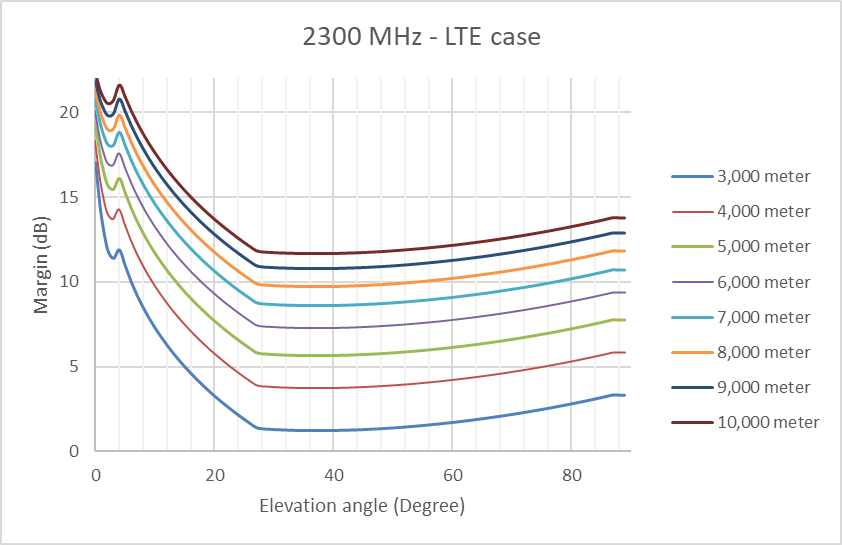 2300 MHz - LTE case
20
15
10
5
0
0 20 40 60 80
Margin (dB)
Elevation angle (Degree)
3,000 meter
4,000 meter
5,000 meter
6,000 meter
7,000 meter
8,000 meter
9,000 meter
10,000 meter